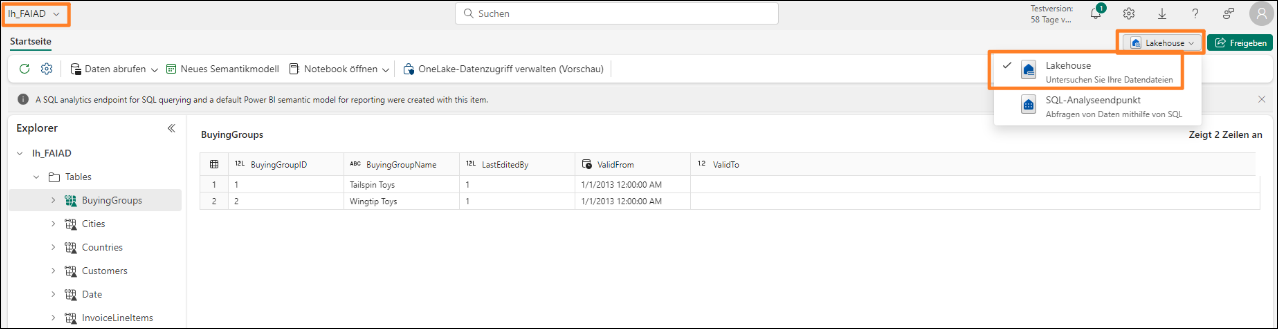 lh_FAIAD
Suchen
Testversion:
58 Tage v...
1
?
Startseite
Lakehouse
Freigeben
Daten abrufen
Neues Semantikmodell
Notebook öffnen
OneLake-Datenzugriff verwalten (Vorschau)
Lakehouse
Untersuchen Sie Ihre Datendateien
SQL-Analyseendpunkt
Abfragen von Daten mithilfe von SQL
A SQL analytics endpoint for SQL querying and a default Power BI semantic model for reporting were created with this item.
Explorer
lh_FAIAD
Tables
BuyingGroups
Cities
Countries
Customers
Date
InvoiceLineItems
BuyingGroups
Zeigt 2 Zeilen an
12L BuyingGroupID ABC BuyingGroupName 12L LastEditedBy ValidFrom 12 ValidTo
1 1 Tailspin Toys 1 1/1/2013 12:00:00 AM
2 2 Wingtip Toys 1 1/1/2013 12:00:00 AM